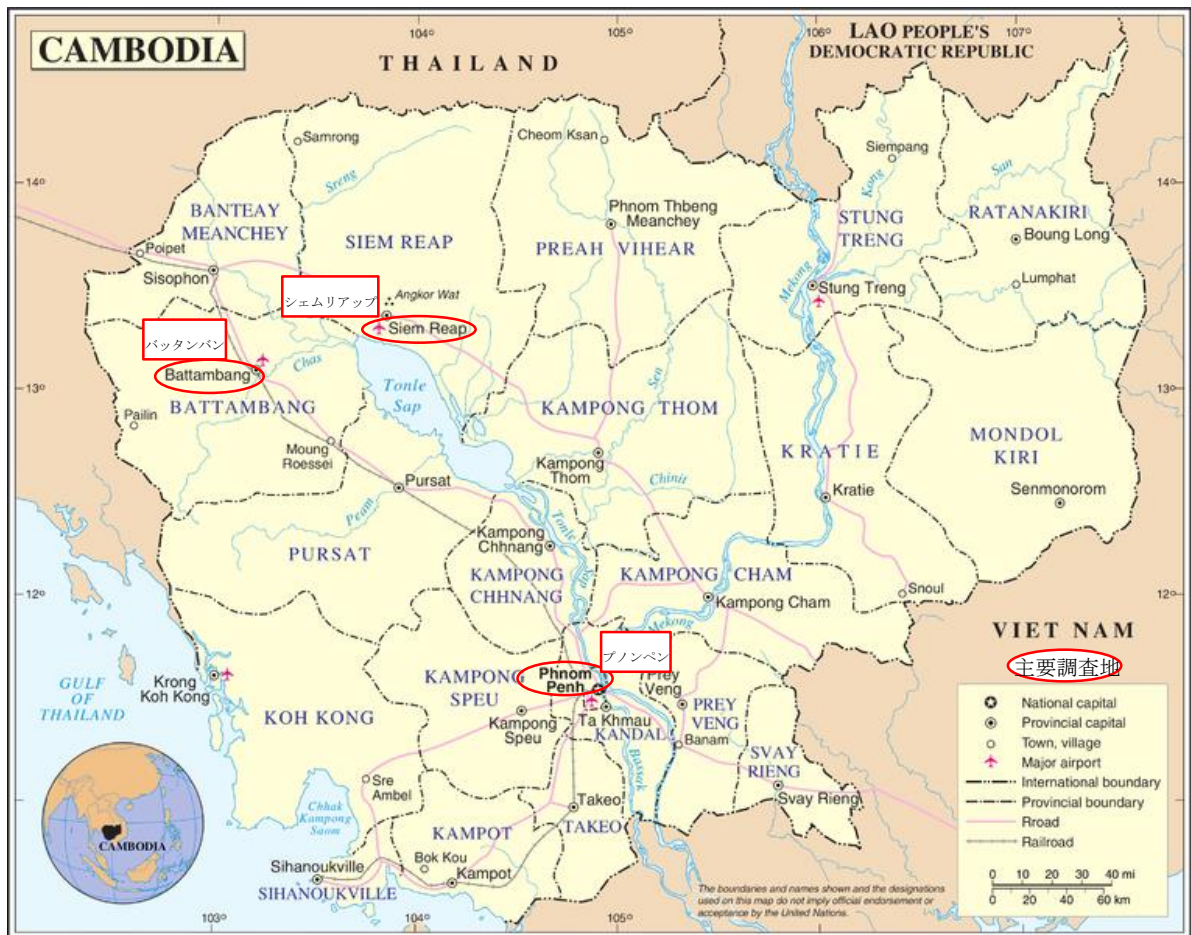 CAMBODIA
104°
105°
106°
107°
THAILAND
LAO PEOPLE'S
DEMOCRATIC REPUBLIC
Samrong
Cheom Ksan
Siempang
Sreng
Kong
San
14°
14°
BANTEAY
MEANCHEY
SIEM REAP
Phnom Thbeng
Meanchey
PREAH VIHEAR
STUNG
TRENG
RATANAKIRI
Boung Long
Poipet
Sisophon
Mekong
Stung Treng
Lumphat
シェムリアップ
Angkor Wat
Siem Reap
バッタンバン
Battambang
Chas
Tonle
Sap
Sen
13°
13°
BATTAMBANG
KAMPONG THOM
Pailin
Moung
Roessei
KRATIE
MONDOL
KIRI
Kampong
Thom
Chinit
Pursat
Kratie
Senmonorom
Peam
Tonle
Sap
Kampong
Chhnang
PURSAT
KAMPONG
CHHNANG
KAMPONG CHAM
Snoul
12°
12°
Kampong Cham
Mekong
VIET NAM
プノンペン
主要調査地
Krong
Koh Kong
GULF
OF
THAILAND
KAMPONG
SPEU
Phnom
Penh
Prey
Veng
KOH KONG
Kampong
Speu
Ta Khmau
KANDAL
PREY
VENG
Banam
SVAY
RIENG
Bassark
Svay Rieng
National capital
Provincial capital
Town, village
Major airport
International boundary
Provincial boundary
Rroad
Railroad
Sre
Ambel
Chhak
Kampong
Saom
Takeo
TAKEO
KAMPOT
CAMBODIA
Bok Kou
Kampot
Sihanoukville
SIHANOUKVILLE
0 10 20 30 40 mi
0 20 40 60 km
The boundaries and names shown and the designations
used on this map do not imply official endorsement or
acceptance by the United Nations.
103°
104°
105°